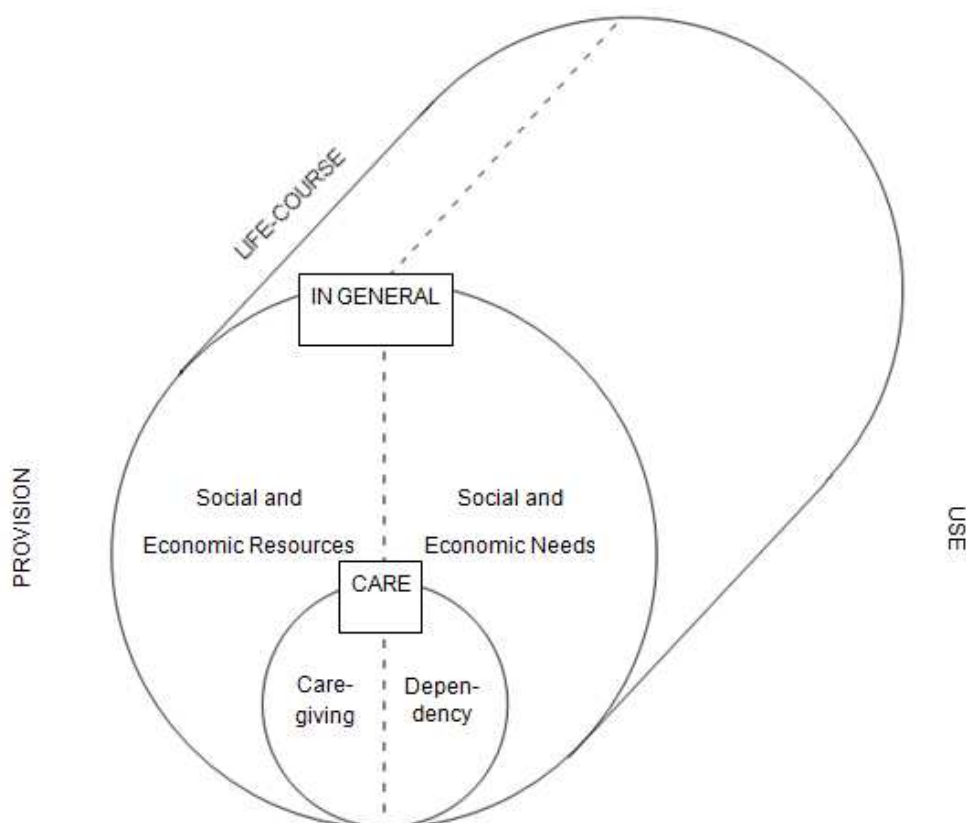 LIFE-COURSE
IN GENERAL
PROVISION
Social and
Economic Resources
Social and
Economic Needs
USE
CARE
Care-
giving
Depen-
dency